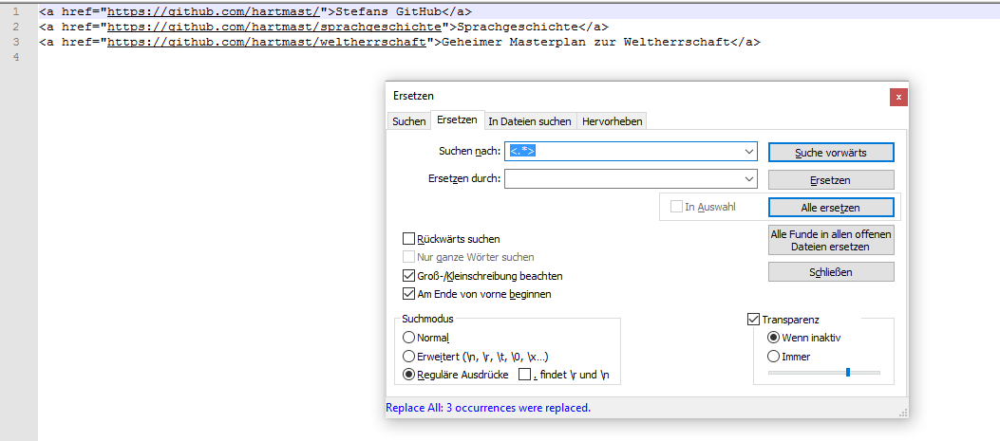 1 <a href="https://github.com/hartmast/">Stefans GitHub</a>
2 <a href="https://github.com/hartmast/sprachgeschichte">Sprachgeschichte</a>
3 <a href="https://github.com/hartmast/weltherrschaft">Geheimer Masterplan zur Weltherrschaft</a>
4
Ersetzen x
Suchen Ersetzen In Dateien suchen Hervorheben
Suchen nach: <.*> Suche vorwärts
Ersetzen durch: Ersetzen
In Auswahl Alle ersetzen
Alle Funde in allen offenen
Dateien ersetzen
Schließen
Rückwärts suchen
Nur ganze Wörter suchen
Groß-/Kleinschreibung beachten
Am Ende von vorne beginnen
Suchmodus
Normal
Erweitert (\n, \r, \t, \0, \x...)
Reguläre Ausdrücke . findet \r und \n
Transparenz
Wenn inaktiv
Immer
Replace All: 3 occurrences were replaced.